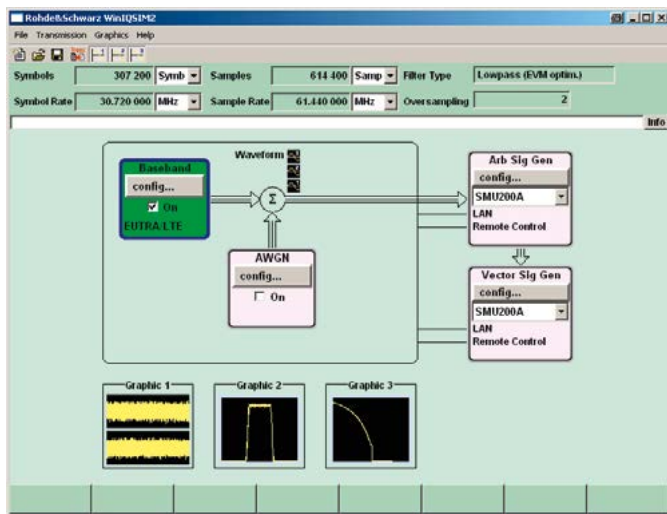 Rohde&Schwarz WinIQSIM2
File Transmission Graphics Help
Symbols 307 200 Symb Samples 614 400 Samp Filter Type Lowpass (EVM optim.)
Symbol Rate 30.720 000 MHz Sample Rate 61.440 000 MHz Oversampling 2
Info
Baseband
config...
On
EUTRA/LTE
Waveform
Σ
AWGN
config...
On
Arb Sig Gen
config...
SMU200A
LAN
Remote Control
Vector Sig Gen
config...
SMU200A
LAN
Remote Control
Graphic 1 Graphic 2 Graphic 3